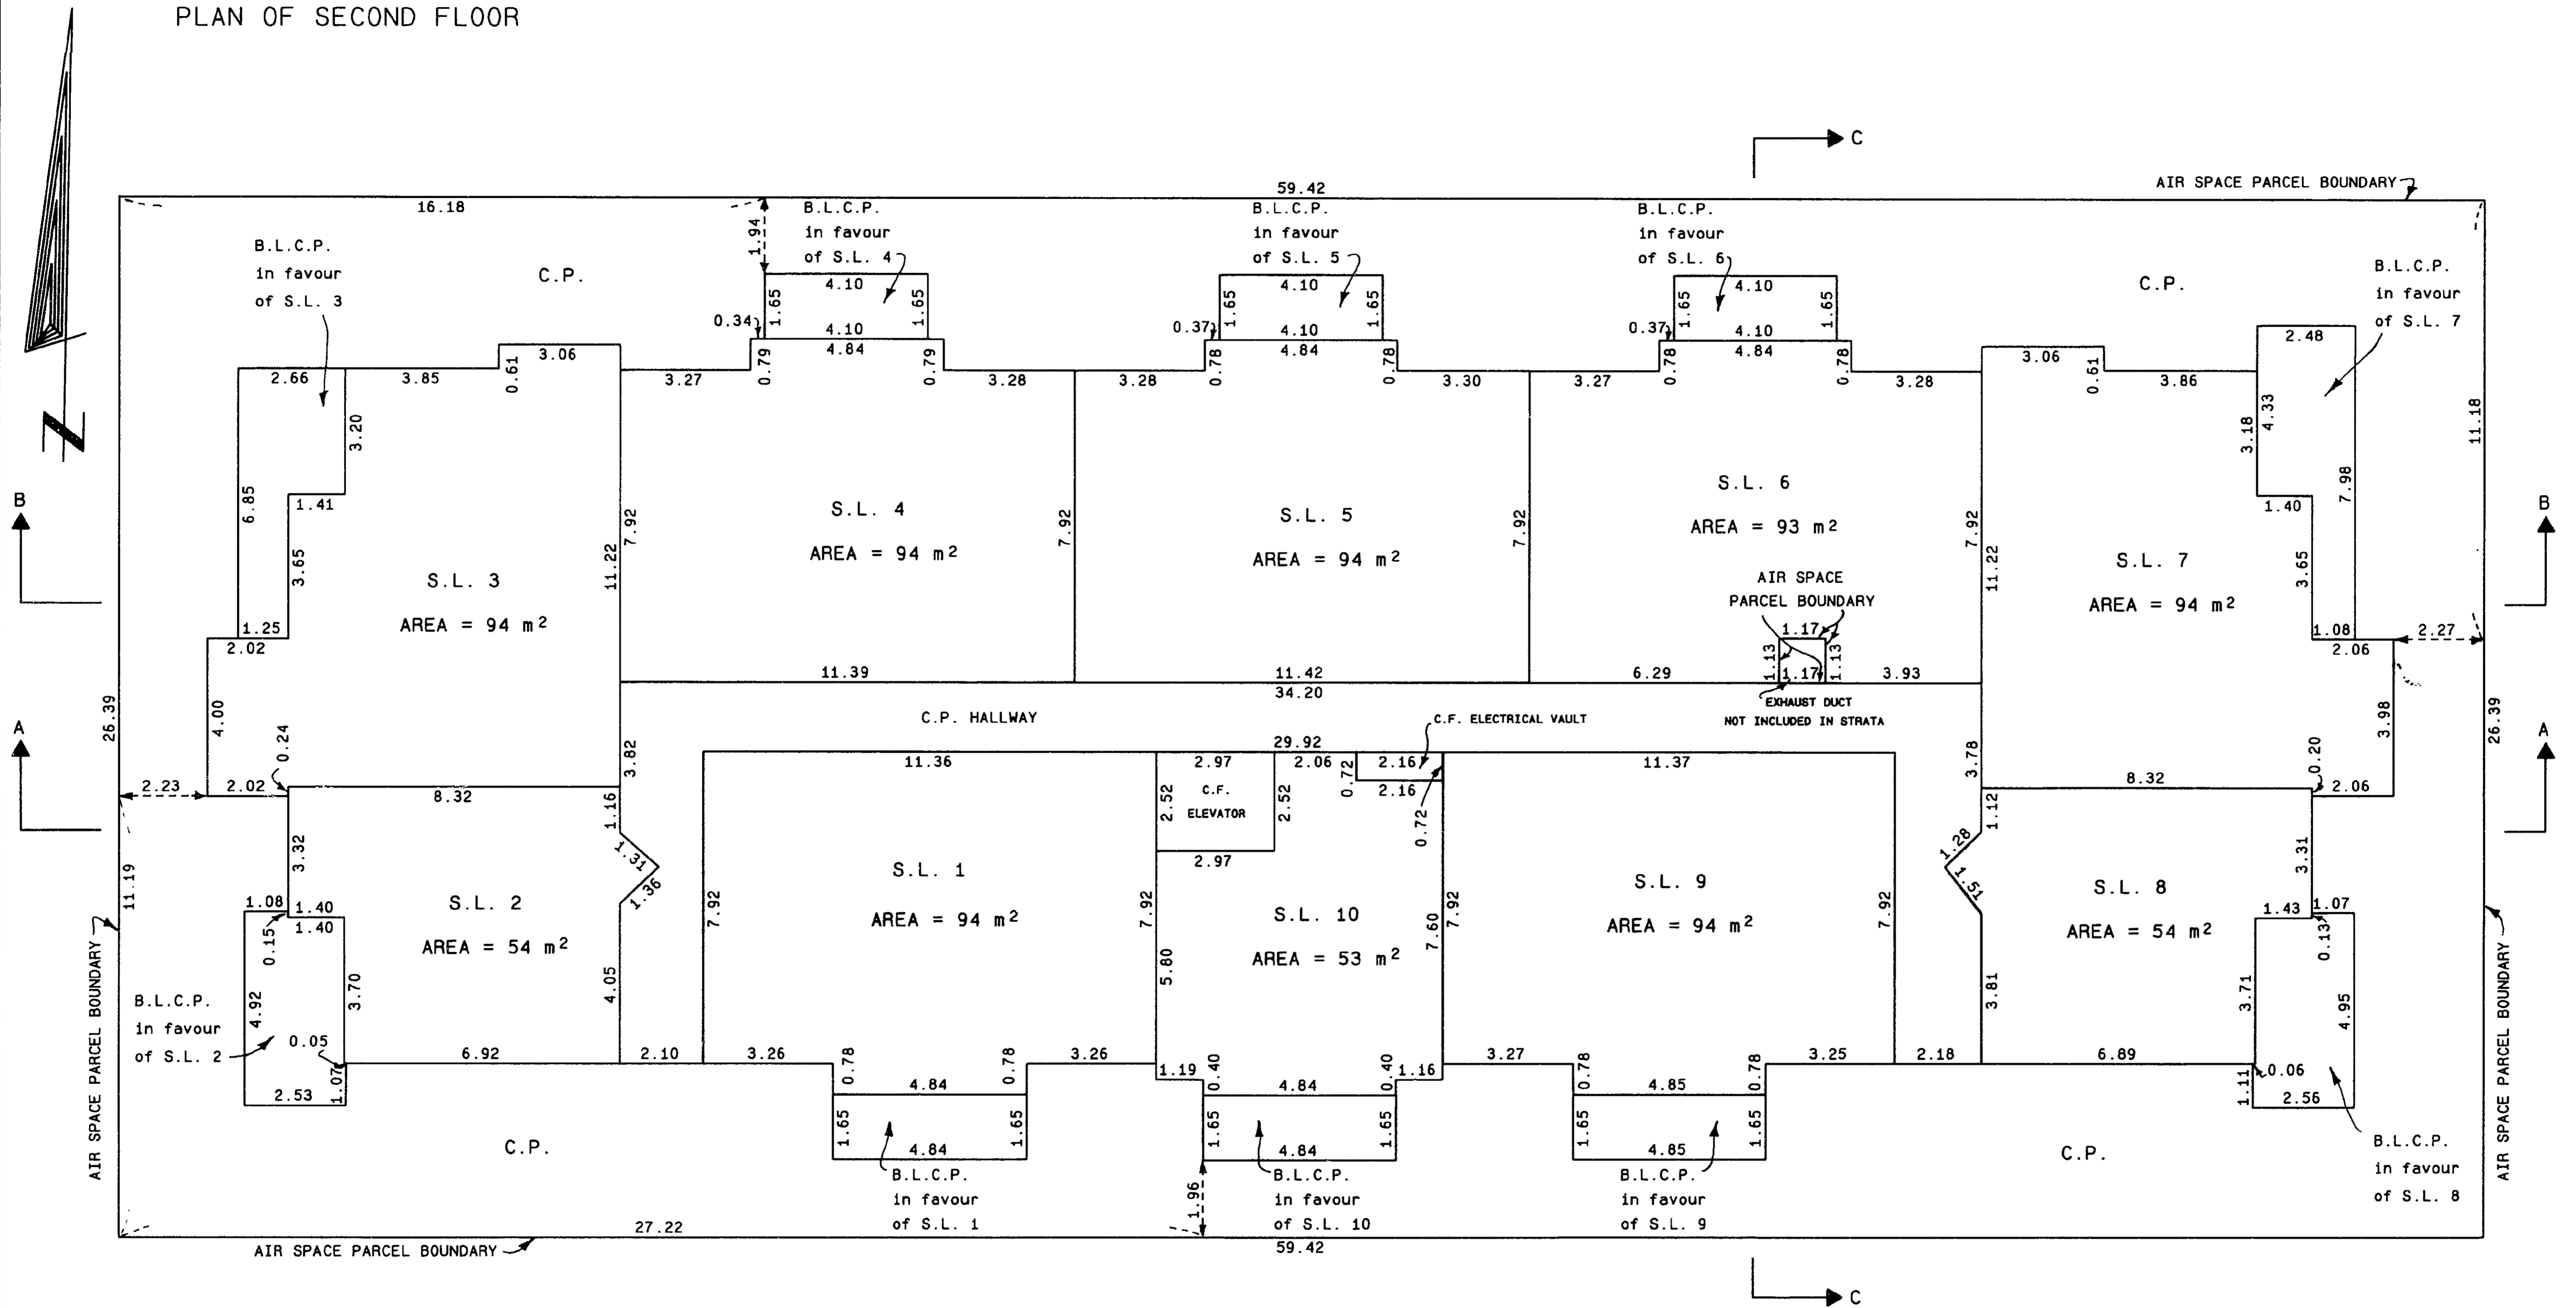 PLAN OF SECOND FLOOR
N
C
59.42
AIR SPACE PARCEL BOUNDARY
16.18
1.94
B.L.C.P.
in favour
of S.L. 4
B.L.C.P.
in favour
of S.L. 5
B.L.C.P.
in favour
of S.L. 6
B.L.C.P.
in favour
of S.L. 3
C.P.
C.P.
B.L.C.P.
in favour
of S.L. 7
4.10
1.65
1.65
4.10
0.34
4.84
0.79
0.79
4.10
1.65
1.65
4.10
0.37
4.84
0.78
0.78
4.10
1.65
1.65
4.10
0.37
4.84
0.78
0.78
2.66
3.85
0.61
3.06
3.27
3.28
3.28
3.30
3.27
3.28
3.06
0.61
3.86
2.48
3.20
6.85
1.41
3.65
1.25
2.02
11.22
7.92
7.92
7.92
7.92
11.22
3.18
4.33
7.98
1.40
3.65
1.08
2.06
2.27
11.18
B
B
S.L. 3
AREA = 94 m2
S.L. 4
AREA = 94 m2
S.L. 5
AREA = 94 m2
S.L. 6
AREA = 93 m2
S.L. 7
AREA = 94 m2
AIR SPACE
PARCEL BOUNDARY
1.17
1.13
1.17
1.13
11.39
11.42
6.29
3.93
34.20
EXHAUST DUCT
NOT INCLUDED IN STRATA
C.P. HALLWAY
C.F. ELECTRICAL VAULT
26.39
26.39
A
A
4.00
0.24
2.23
2.02
8.32
3.82
1.16
3.78
8.32
0.20
2.06
3.98
1.12
29.92
11.36
2.97
2.06
0.72
2.16
2.16
0.72
11.37
2.52
C.F.
ELEVATOR
2.52
2.97
11.19
3.32
1.31
1.36
1.28
1.51
3.31
S.L. 2
AREA = 54 m2
S.L. 1
AREA = 94 m2
S.L. 10
AREA = 53 m2
S.L. 9
AREA = 94 m2
S.L. 8
AREA = 54 m2
1.08
1.40
1.40
0.15
4.92
3.70
4.05
7.92
7.92
5.80
7.60
7.92
7.92
3.81
1.43
1.07
0.13
3.71
4.95
B.L.C.P.
in favour
of S.L. 2
0.05
1.07
2.53
6.92
2.10
3.26
0.78
0.78
3.26
1.19
0.40
0.40
1.16
3.27
0.78
0.78
3.25
2.18
6.89
0.06
1.11
2.56
4.84
1.65
1.65
4.84
4.84
1.65
1.65
4.84
4.85
1.65
1.65
4.85
C.P.
C.P.
B.L.C.P.
in favour
of S.L. 1
1.96
B.L.C.P.
in favour
of S.L. 10
B.L.C.P.
in favour
of S.L. 9
B.L.C.P.
in favour
of S.L. 8
AIR SPACE PARCEL BOUNDARY
AIR SPACE PARCEL BOUNDARY
27.22
AIR SPACE PARCEL BOUNDARY
59.42
C